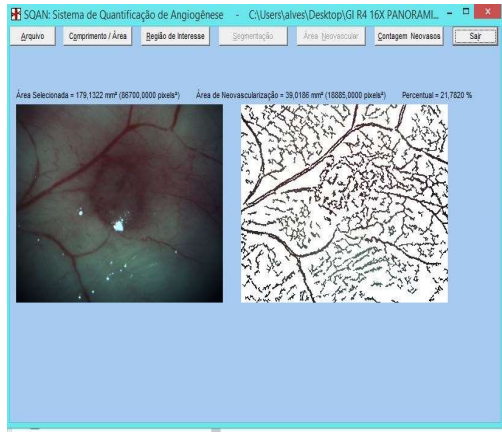 SQAN: Sistema de Quantificação de Angiogênese - C:\Users\alves\Desktop\GI R4 16X PANORAMI...
Arquivo Comprimento / Área Região de Interesse Segmentação Área Neovascular Contagem Neovasos Sair
Área Selecionada = 179,1322 mm² (86700,0000 pixels²) Área de Neovascularização = 39,0186 mm² (18885,0000 pixels²) Percentual = 21,7820 %